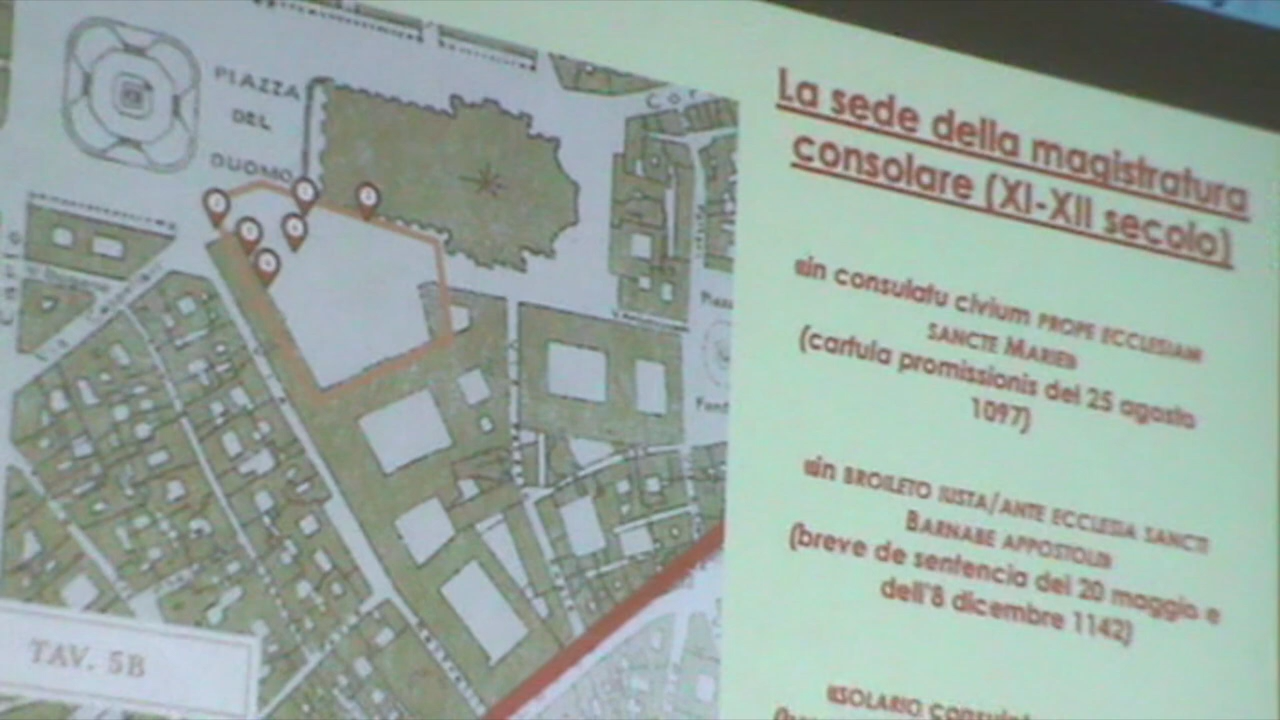 PIAZZA
DEL
DUOMO
TAV. 5B
La sede della magistratura
consolare (XI-XII secolo)
«in consulatu civium PROPE ECCLESIAM
SANCTE MARIE»
(cartula promissionis del 25 agosto
1097)
«in BROILETO IUSTA/ANTE ECCLESIA SANCTI
BARNABE APPOSTOLI»
(breve de sentencia del 20 maggio e
dell'8 dicembre 1142)
«SOLARIO